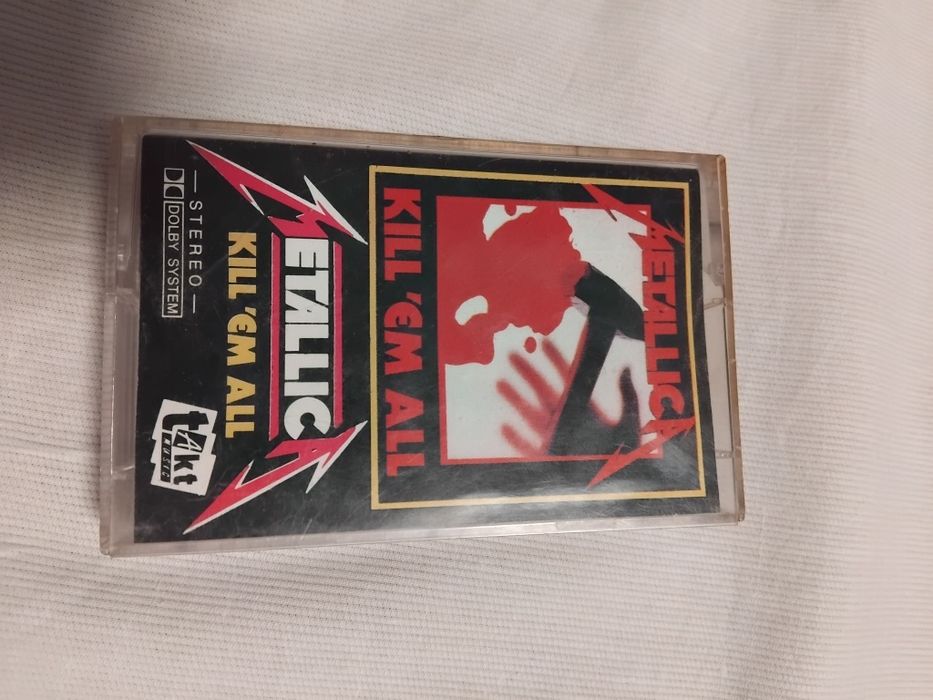 METALLICA
KILL 'EM ALL
METALLICA
KILL 'EM ALL
— STEREO —
DOLBY SYSTEM
tAkt
MUSIC